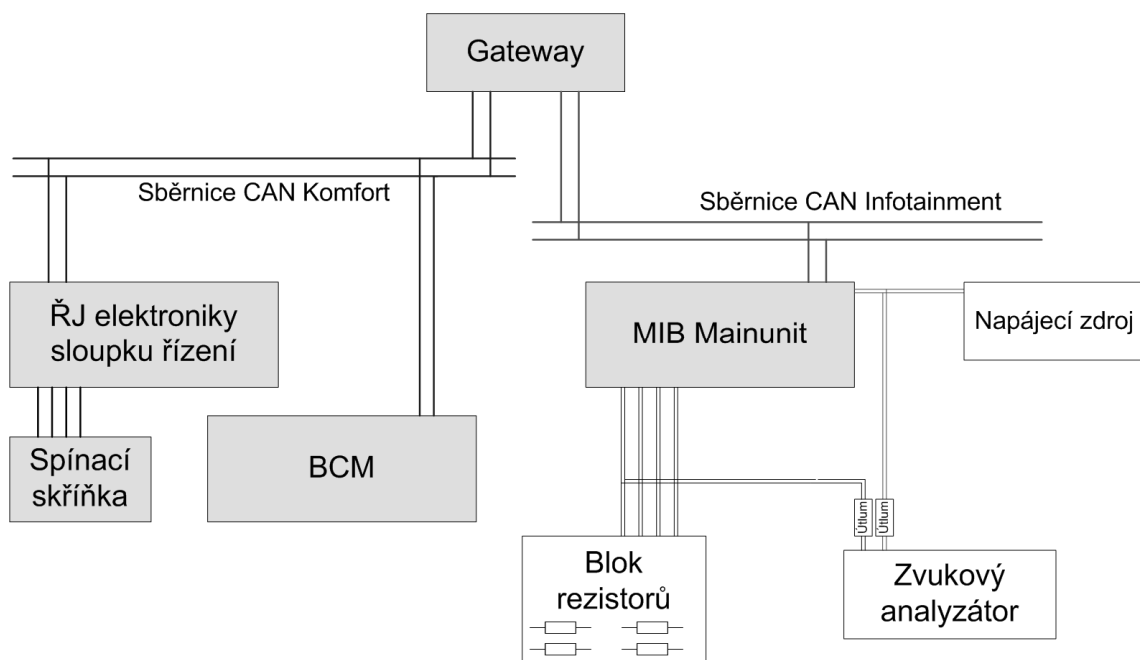 Gateway
Sběrnice CAN Komfort
Sběrnice CAN Infotainment
ŘJ elektroniky
sloupku řízení
MIB Mainunit
Napájecí zdroj
Spínací
skříňka
BCM
Útlum
Útlum
Blok
rezistorů
Zvukový
analyzátor